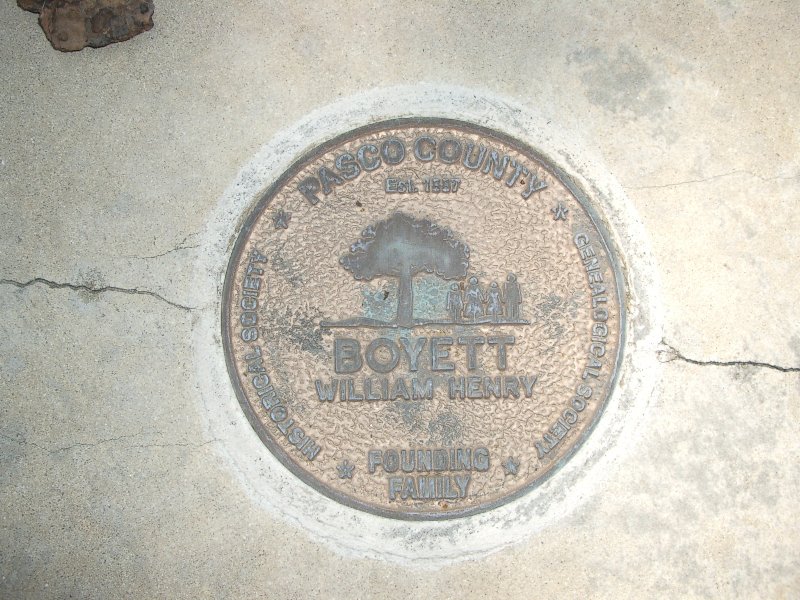 PASCO COUNTY
EST. 1887
HISTORICAL SOCIETY
GENEALOGICAL SOCIETY
BOYETT
WILLIAM HENRY
FOUNDING
FAMILY